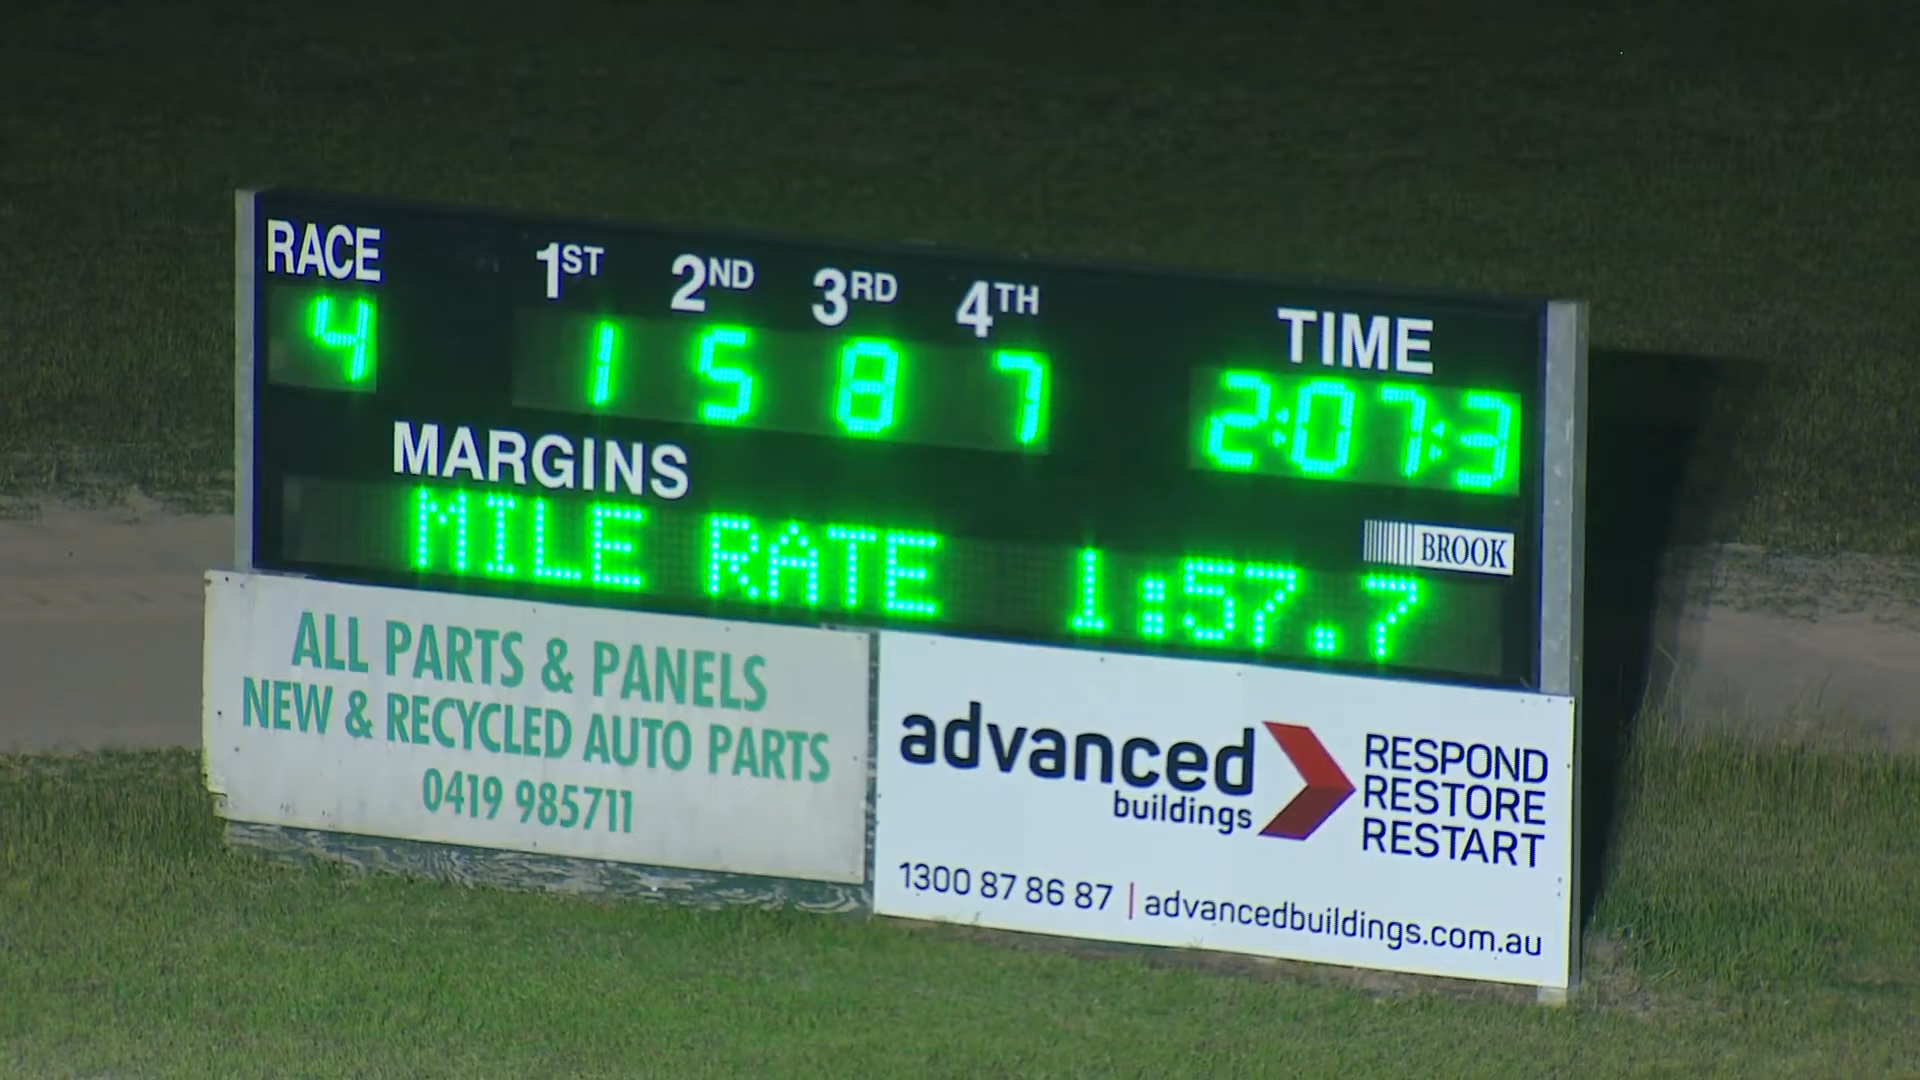 RACE 1ST 2ND 3RD 4TH TIME
4 1 5 8 7 2:07:3
MARGINS
BROOK
MILE RATE 1:57.7
ALL PARTS & PANELS
NEW & RECYCLED AUTO PARTS
0419 985711
advanced
buildings
RESPOND
RESTORE
RESTART
1300 87 86 87 | advancedbuildings.com.au